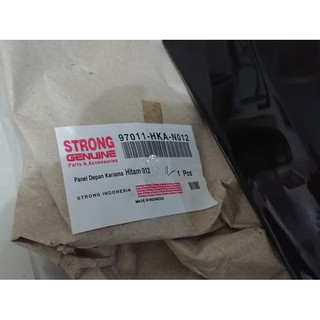 97011-HKA-N012
STRONG
GENUINE
Parts & Accessories
Panel Depan Karisma Hitam 012
1 Pcs
STRONG INDONESIA
MADE IN INDONESIA